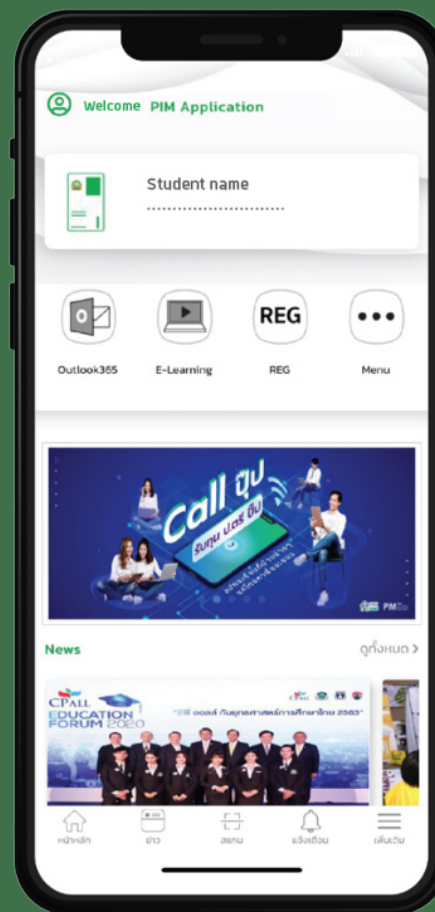 Welcome PIM Application
Student name
Outlook365
E-Learning
REG
REG
Menu
Call ปุ๊ป
รับทุน ป.ตรี ปั๊บ
PIM
News
ดูทั้งหมด >
CPALL
EDUCATION
FORUM 2020
"ซีพี ออลล์ กับยุทธศาสตร์การศึกษาไทย 2563"
หน้าหลัก
ข่าว
สแกน
แจ้งเตือน
เพิ่มเติม